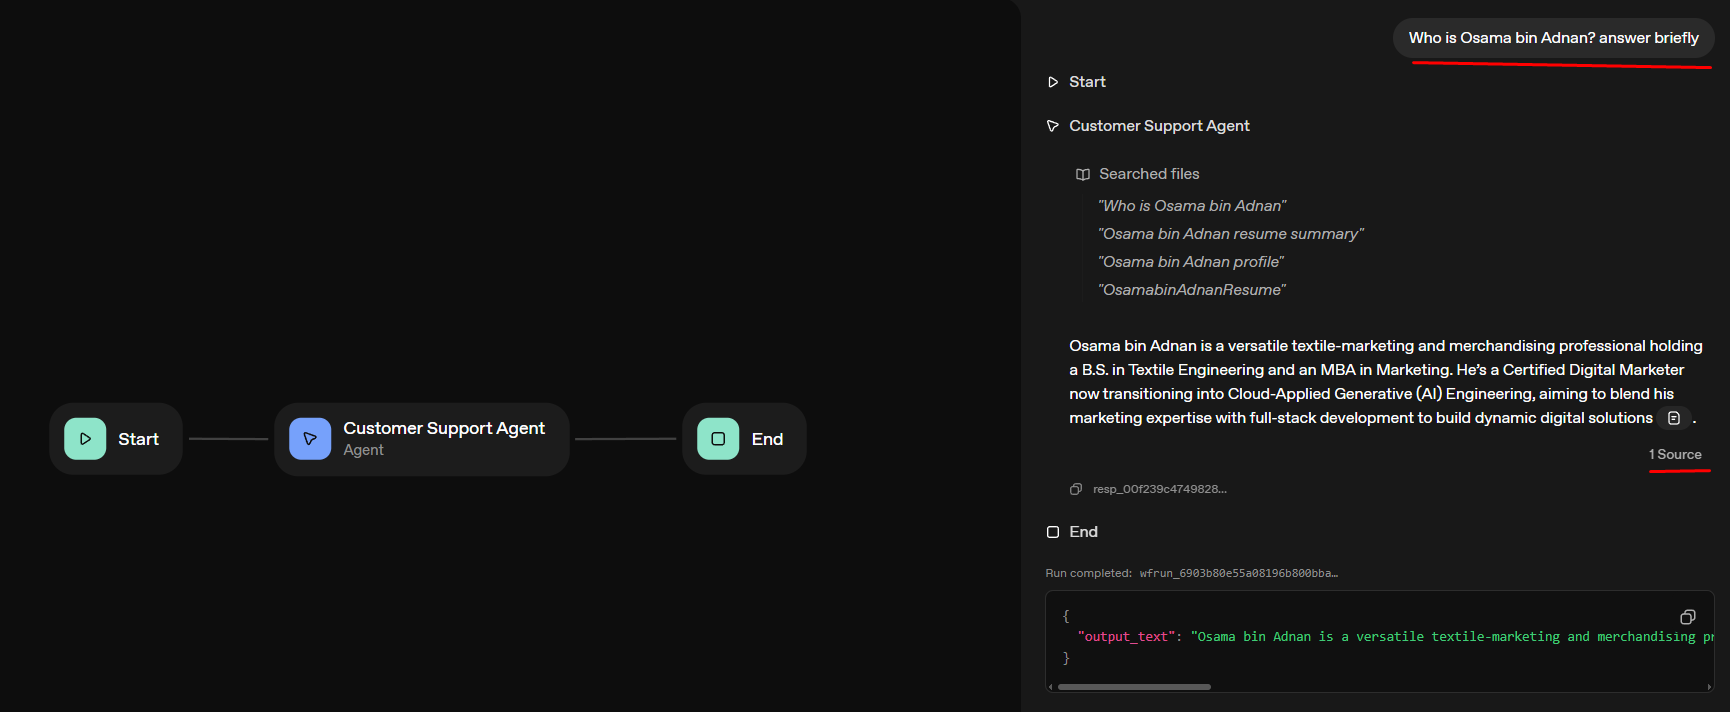 Who is Osama bin Adnan? answer briefly
Start
Customer Support Agent
Searched files
"Who is Osama bin Adnan"
"Osama bin Adnan resume summary"
"Osama bin Adnan profile"
"OsamabinAdnanResume"
Osama bin Adnan is a versatile textile-marketing and merchandising professional holding
a B.S. in Textile Engineering and an MBA in Marketing. He’s a Certified Digital Marketer
now transitioning into Cloud-Applied Generative (AI) Engineering, aiming to blend his
marketing expertise with full-stack development to build dynamic digital solutions .
1 Source
resp_00f239c4749828...
End
Run completed: wfrun_6903b80e55a08196b800bba…
{
"output_text": "Osama bin Adnan is a versatile textile-marketing and merchandising pr
}
Start
Customer Support Agent
Agent
End